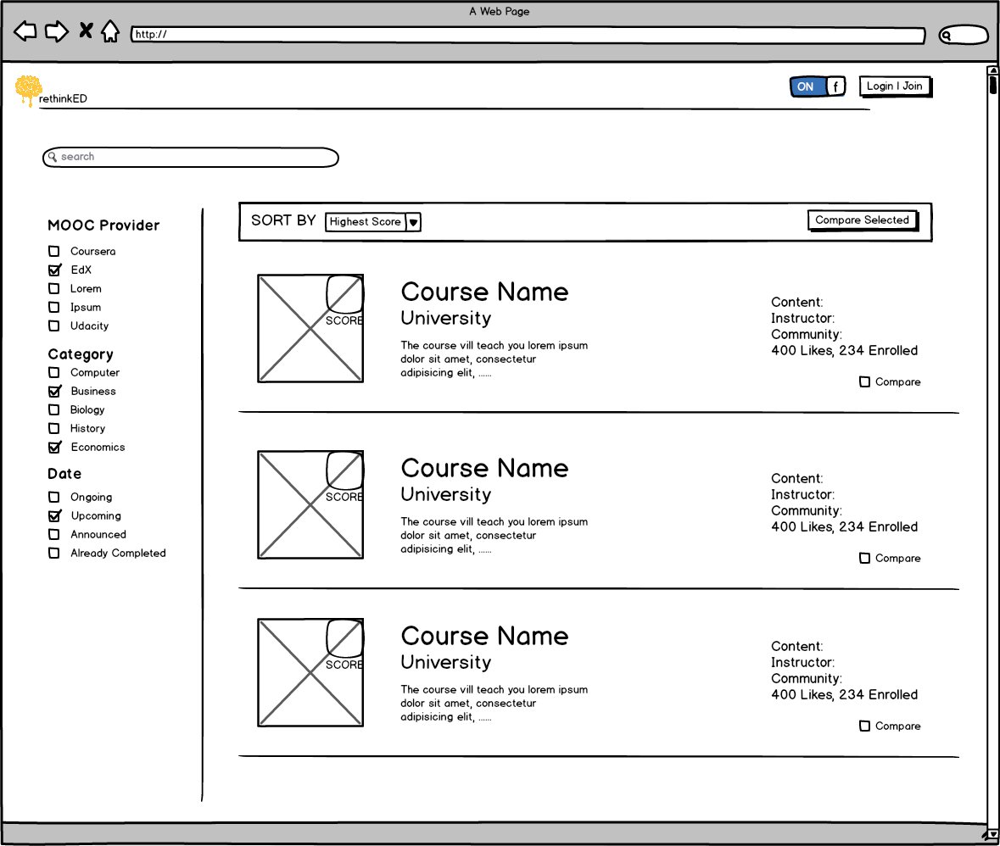 A Web Page
http://
rethinkED
ON f
Login | Join
search
MOOC Provider
Coursera
EdX
Lorem
Ipsum
Udacity
Category
Computer
Business
Biology
History
Economics
Date
Ongoing
Upcoming
Announced
Already Completed
SORT BY
Highest Score
Compare Selected
SCORE
Course Name
University
The course vill teach you lorem ipsum
dolor sit amet, consectetur
adipisicing elit, ......
Content:
Instructor:
Community:
400 Likes, 234 Enrolled
Compare
SCORE
Course Name
University
The course vill teach you lorem ipsum
dolor sit amet, consectetur
adipisicing elit, ......
Content:
Instructor:
Community:
400 Likes, 234 Enrolled
Compare
SCORE
Course Name
University
The course vill teach you lorem ipsum
dolor sit amet, consectetur
adipisicing elit, ......
Content:
Instructor:
Community:
400 Likes, 234 Enrolled
Compare